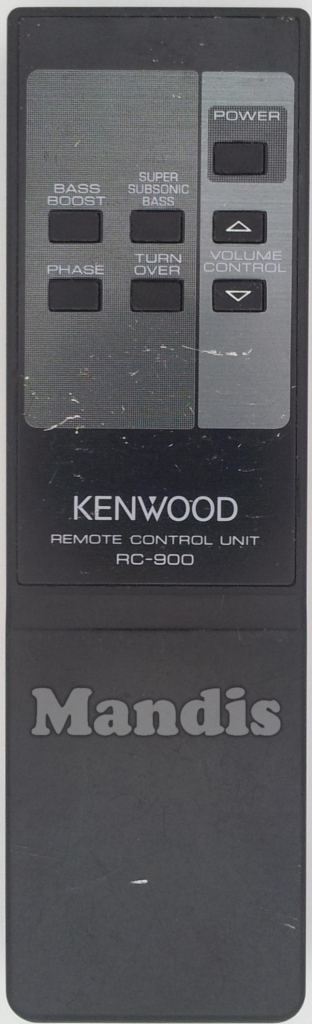 POWER
BASS
BOOST
SUPER
SUBSONIC
BASS
PHASE
TURN
OVER
VOLUME
CONTROL
KENWOOD
REMOTE CONTROL UNIT
RC-900
Mandis